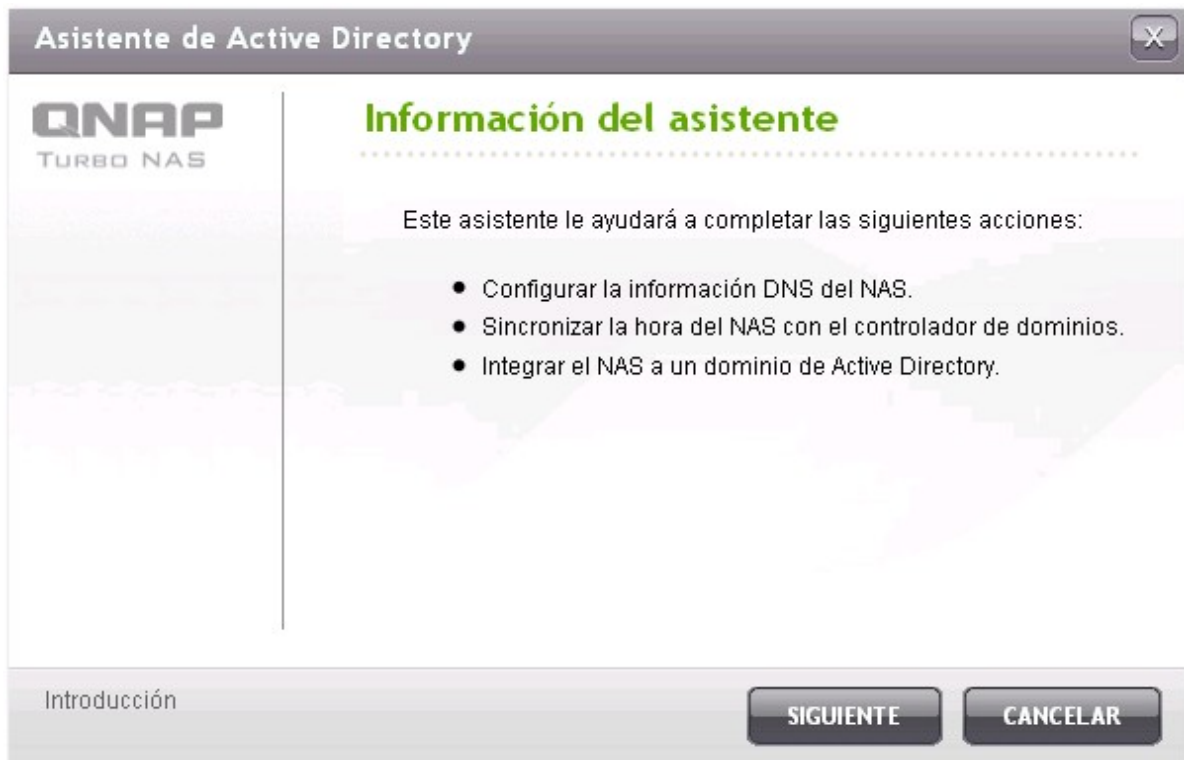 Asistente de Active Directory
X
QNAP
TURBO NAS
Información del asistente
Este asistente le ayudará a completar las siguientes acciones:
● Configurar la información DNS del NAS.
● Sincronizar la hora del NAS con el controlador de dominios.
● Integrar el NAS a un dominio de Active Directory.
Introducción
SIGUIENTE
CANCELAR